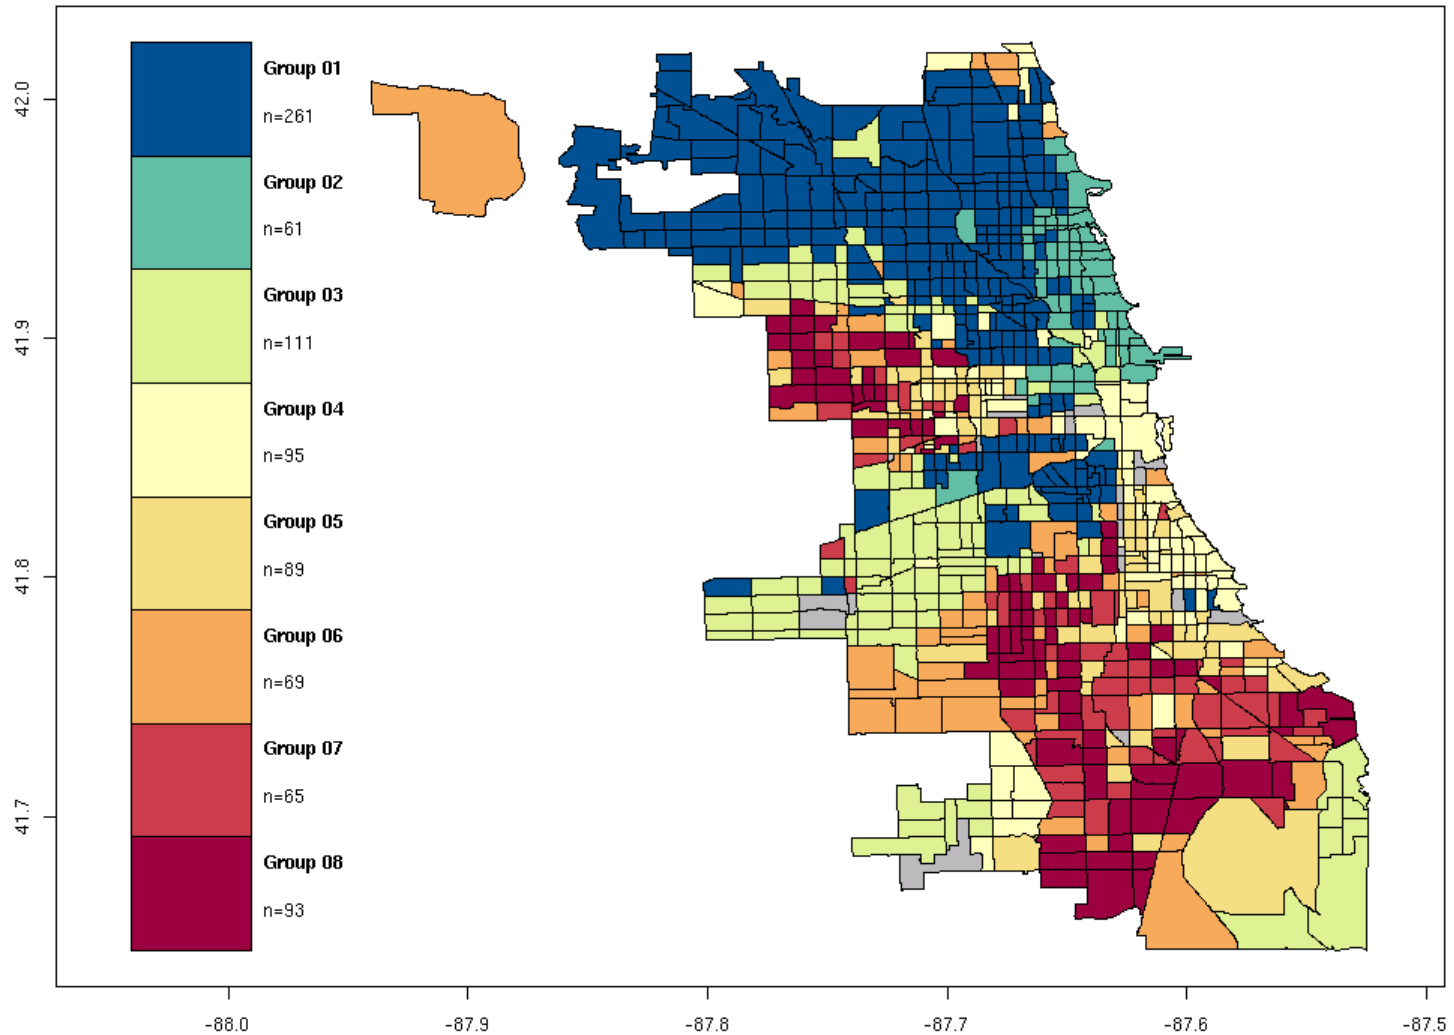 Group 01
n=261
Group 02
n=61
Group 03
n=111
Group 04
n=95
Group 05
n=89
Group 06
n=69
Group 07
n=65
Group 08
n=93
42.0
41.9
41.8
41.7
-88.0 -87.9 -87.8 -87.7 -87.6 -87.5